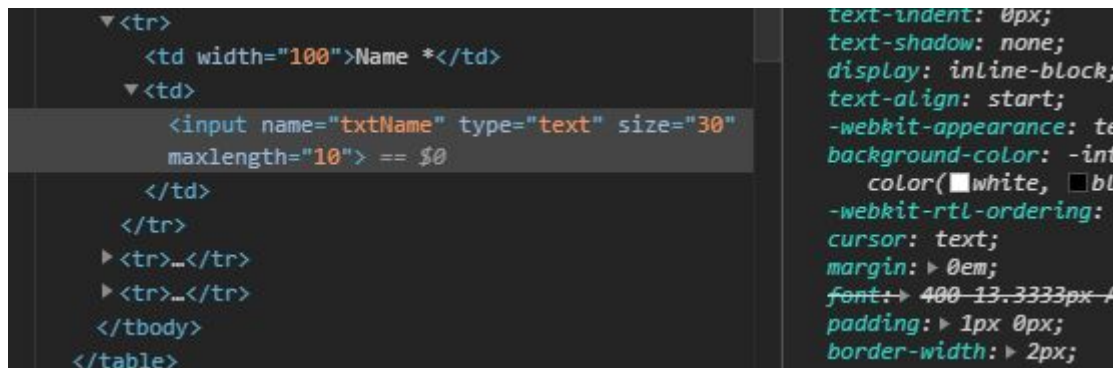 ▼<tr>
<td width="100">Name *</td>
▼<td>
<input name="txtName" type="text" size="30"
maxlength="10"> == $0
</td>
</tr>
▶<tr>…</tr>
▶<tr>…</tr>
</tbody>
</table>
text-indent: 0px;
text-shadow: none;
display: inline-block;
text-align: start;
-webkit-appearance: te
background-color: -int
color(white, bl
-webkit-rtl-ordering:
cursor: text;
margin:▶ 0em;
font:▶ 400 13.3333px
padding:▶ 1px 0px;
border-width:▶ 2px;